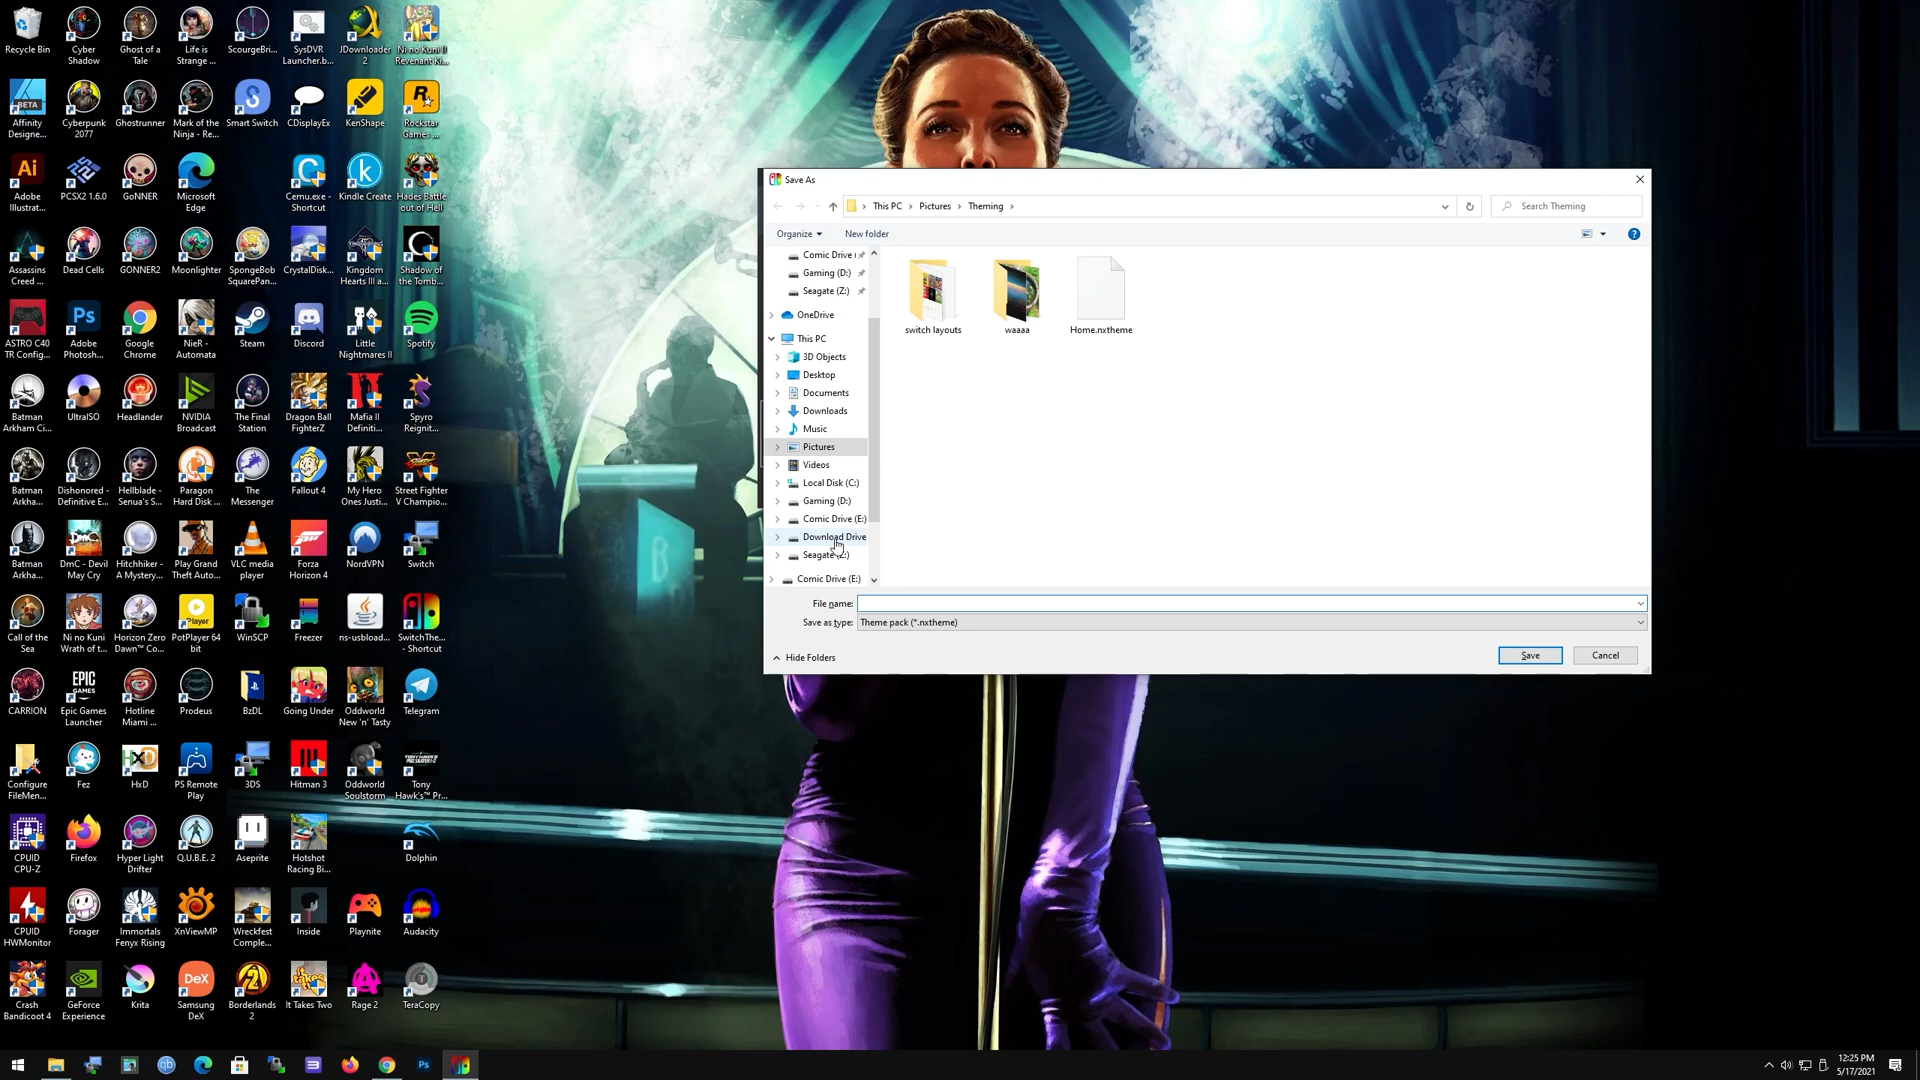 Recycle Bin
Cyber
Shadow
Ghost of a
Tale
Life is
Strange ...
ScourgeBri...
SysDVR
Launcher.b...
JDownloader
2
Ni no Kuni II
Revenant Ki...
BETA
Affinity
Designe...
Cyberpunk
2077
Ghostrunner
Mark of the
Ninja - Re...
Smart Switch
CDisplayEx
KenShape
Rockstar
Games ...
Ai
Adobe
Illustrat...
PCSX2 1.6.0
GoNNER
Microsoft
Edge
Cemu.exe -
Shortcut
Kindle Create
Hades Battle
out of Hell
Assassins
Creed ...
Dead Cells
GONNER2
Moonlighter
SpongeBob
SquarePan...
CrystalDisk...
Kingdom
Hearts III a...
Shadow of
the Tomb...
ASTRO C40
TR Config...
Ps
Adobe
Photosh...
Google
Chrome
NieR -
Automata
Steam
Discord
Little
Nightmares II
Spotify
Batman
Arkham Ci...
UltraISO
Headlander
NVIDIA
Broadcast
The Final
Station
Dragon Ball
FighterZ
Mafia II
Definiti...
Spyro
Reignit...
Batman
Arkha...
Dishonored -
Definitive E...
Hellblade -
Senua's S...
Paragon
Hard Disk ...
The
Messenger
Fallout 4
My Hero
Ones Justi...
Street Fighter
V Champio...
Batman
Arkha...
DmC - Devil
May Cry
Hitchhiker -
A Mystery...
Play Grand
Theft Auto...
VLC media
player
Forza
Horizon 4
NordVPN
Switch
Call of the
Sea
Ni no Kuni
Wrath of t...
Horizon Zero
Dawn™ Co...
Player
PotPlayer 64
bit
WinSCP
Freezer
ns-usbload...
SwitchThe...
- Shortcut
CARRION
EPIC
GAMES
Epic Games
Launcher
Hotline
Miami ...
Prodeus
BzDL
Going Under
Oddworld
New 'n' Tasty
Telegram
Configure
FileMen...
Fez
HxD
HxD
PS Remote
Play
3DS
Hitman 3
Oddworld
Soulstorm
Tony
Hawk's™ Pr...
CPUID
CPU-Z
Firefox
Hyper Light
Drifter
Q.U.B.E. 2
Aseprite
Hotshot
Racing Bi...
Dolphin
CPUID
HWMonitor
Forager
Immortals
Fenyx Rising
XnViewMP
Wreckfest
Comple...
Inside
Playnite
Audacity
Crash
Bandicoot 4
GeForce
Experience
Krita
DeX
Samsung
DeX
Borderlands
2
It Takes Two
Rage 2
TeraCopy
Save As
This PC
Pictures
Theming
Search Theming
Organize
New folder
Comic Drive (
Gaming (D:)
Seagate (Z:)
OneDrive
This PC
3D Objects
Desktop
Documents
Downloads
Music
Pictures
Videos
Local Disk (C:)
Gaming (D:)
Comic Drive (E:)
Download Drive
Seagate (Z:)
Comic Drive (E:)
switch layouts
waaaa
Home.nxtheme
File name:
Save as type:
Theme pack (*.nxtheme)
Hide Folders
Save
Cancel
qb
Ps
12:25 PM
5/17/2021